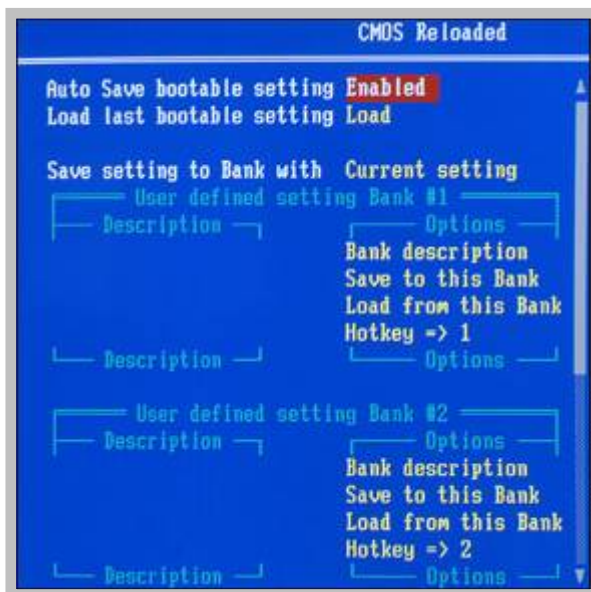 CMOS Reloaded
Auto Save bootable setting Enabled
Load last bootable setting Load
Save setting to Bank with Current setting
User defined setting Bank #1
Description Options
Bank description
Save to this Bank
Load from this Bank
Hotkey => 1
Description Options
User defined setting Bank #2
Description Options
Bank description
Save to this Bank
Load from this Bank
Hotkey => 2
Description Options